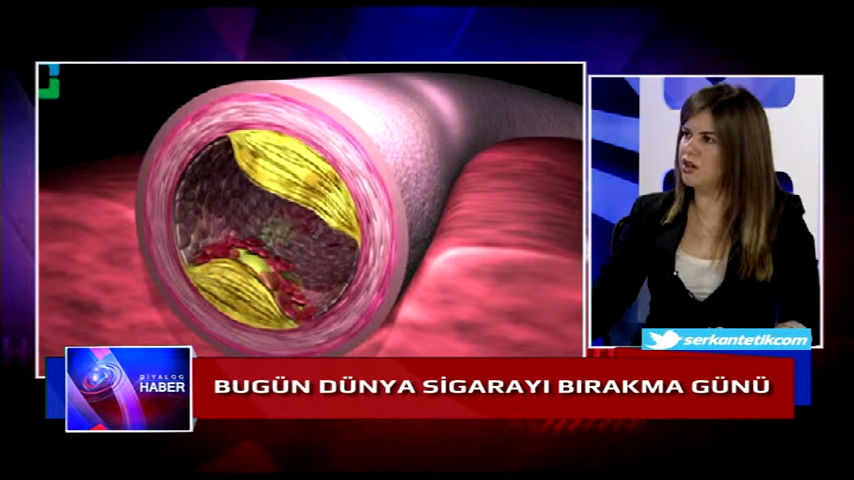 serkantetikcom
DİYALOG
HABER
BUGÜN DÜNYA SİGARAYI BIRAKMA GÜNÜ